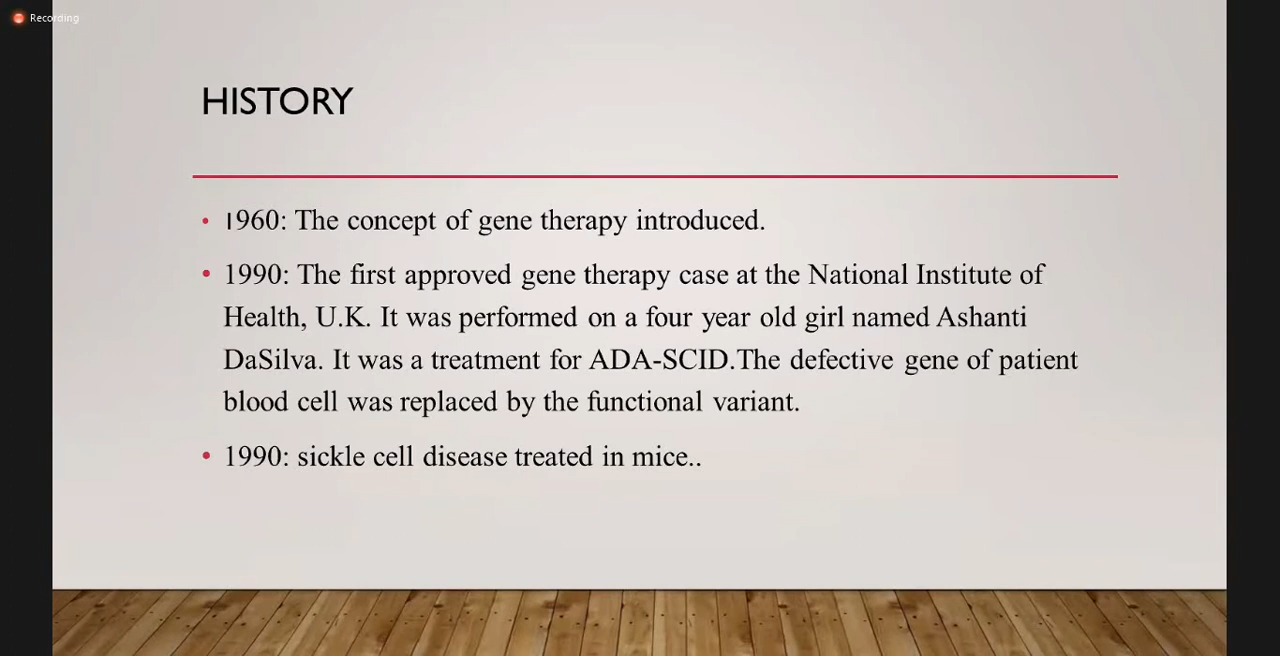 Recording
HISTORY
• 1960: The concept of gene therapy introduced.
• 1990: The first approved gene therapy case at the National Institute of
Health, U.K. It was performed on a four year old girl named Ashanti
DaSilva. It was a treatment for ADA-SCID.The defective gene of patient
blood cell was replaced by the functional variant.
• 1990: sickle cell disease treated in mice..